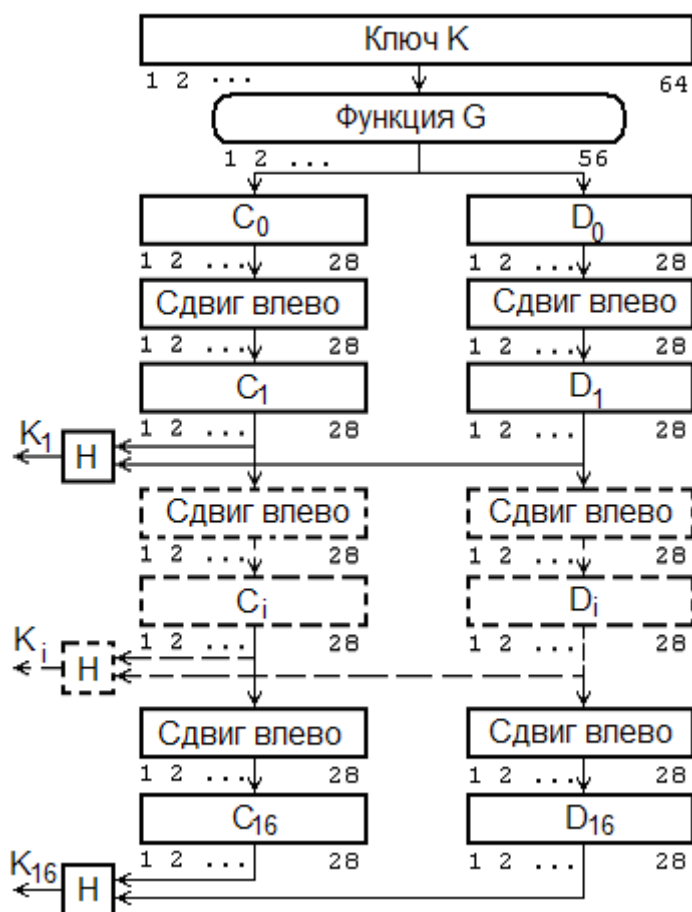 Ключ K
1 2 ... 64
Функция G
1 2 ... 56
C0 D0
1 2 ... 28 1 2 ... 28
Сдвиг влево Сдвиг влево
1 2 ... 28 1 2 ... 28
C1 D1
1 2 ... 28 1 2 ... 28
K1 H
Сдвиг влево Сдвиг влево
1 2 ... 28 1 2 ... 28
Ci Di
1 2 ... 28 1 2 ... 28
Ki H
Сдвиг влево Сдвиг влево
1 2 ... 28 1 2 ... 28
C16 D16
1 2 ... 28 1 2 ... 28
K16 H